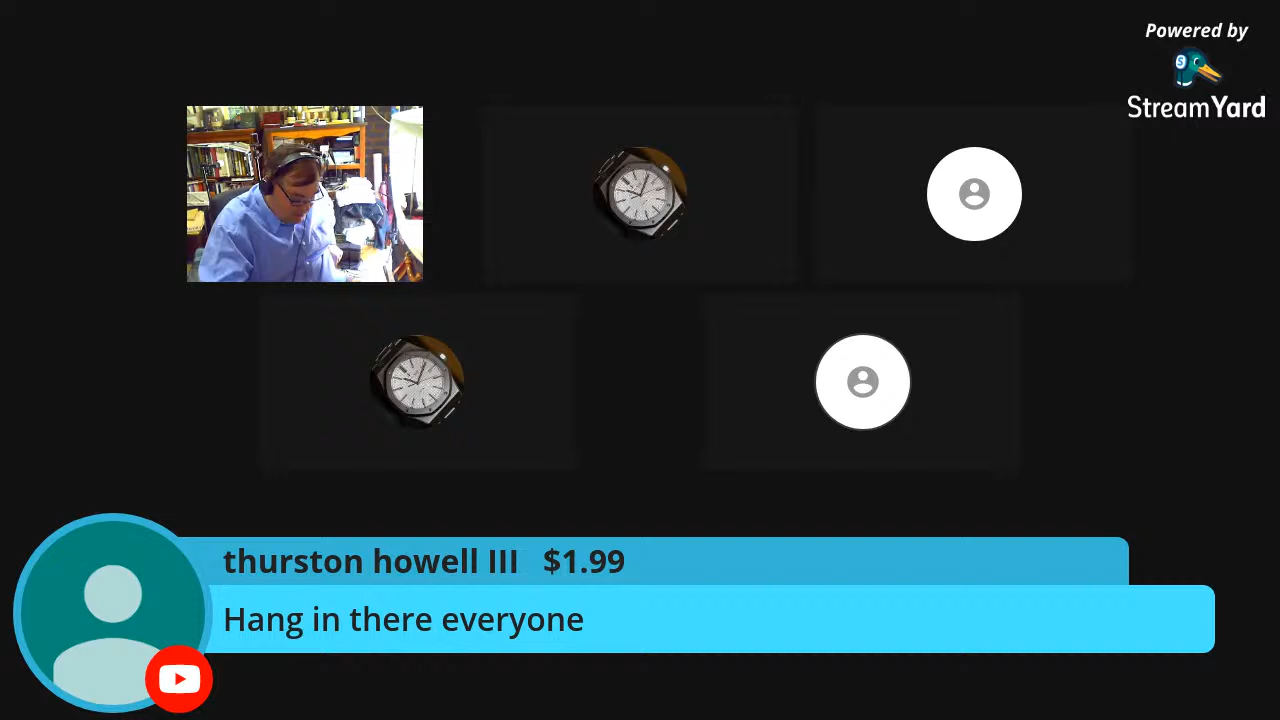 Powered by
StreamYard
thurston howell III $1.99
Hang in there everyone